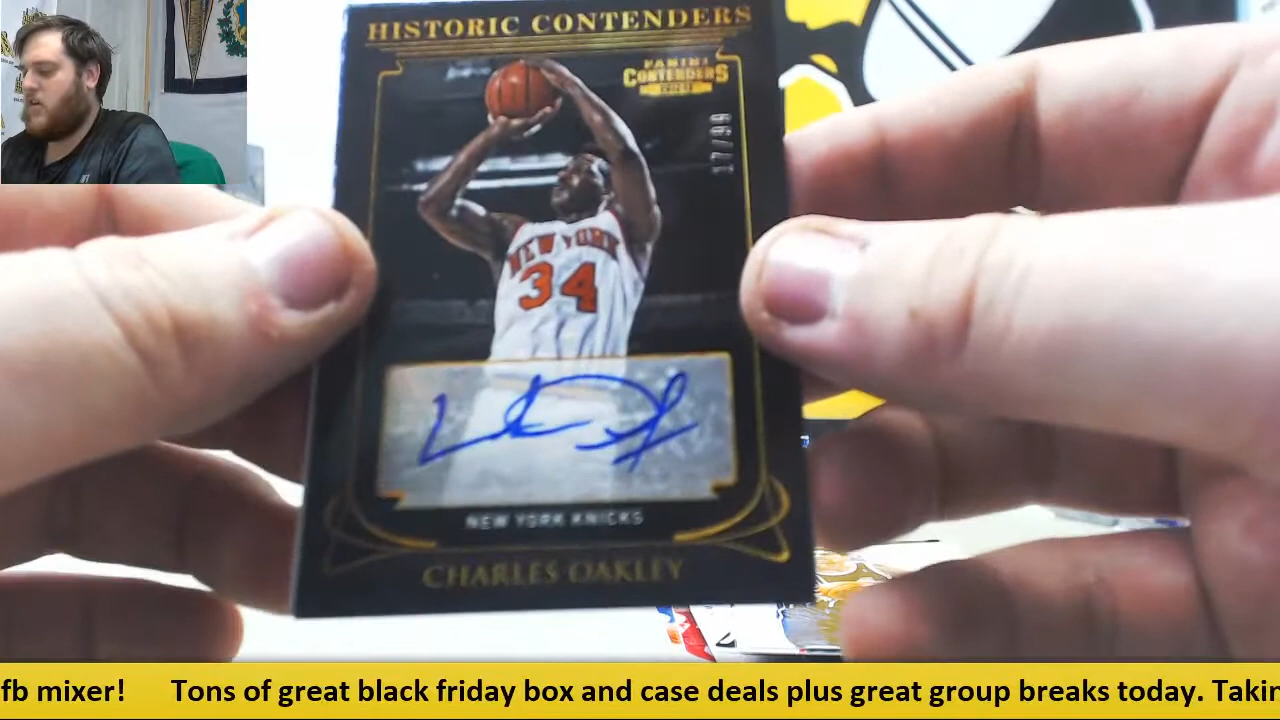 HISTORIC CONTENDERS
PANINI
CONTENDERS
17/99
NEW YORK
34
NEW YORK KNICKS
CHARLES OAKLEY
fb mixer! Tons of great black friday box and case deals plus great group breaks today. Takin